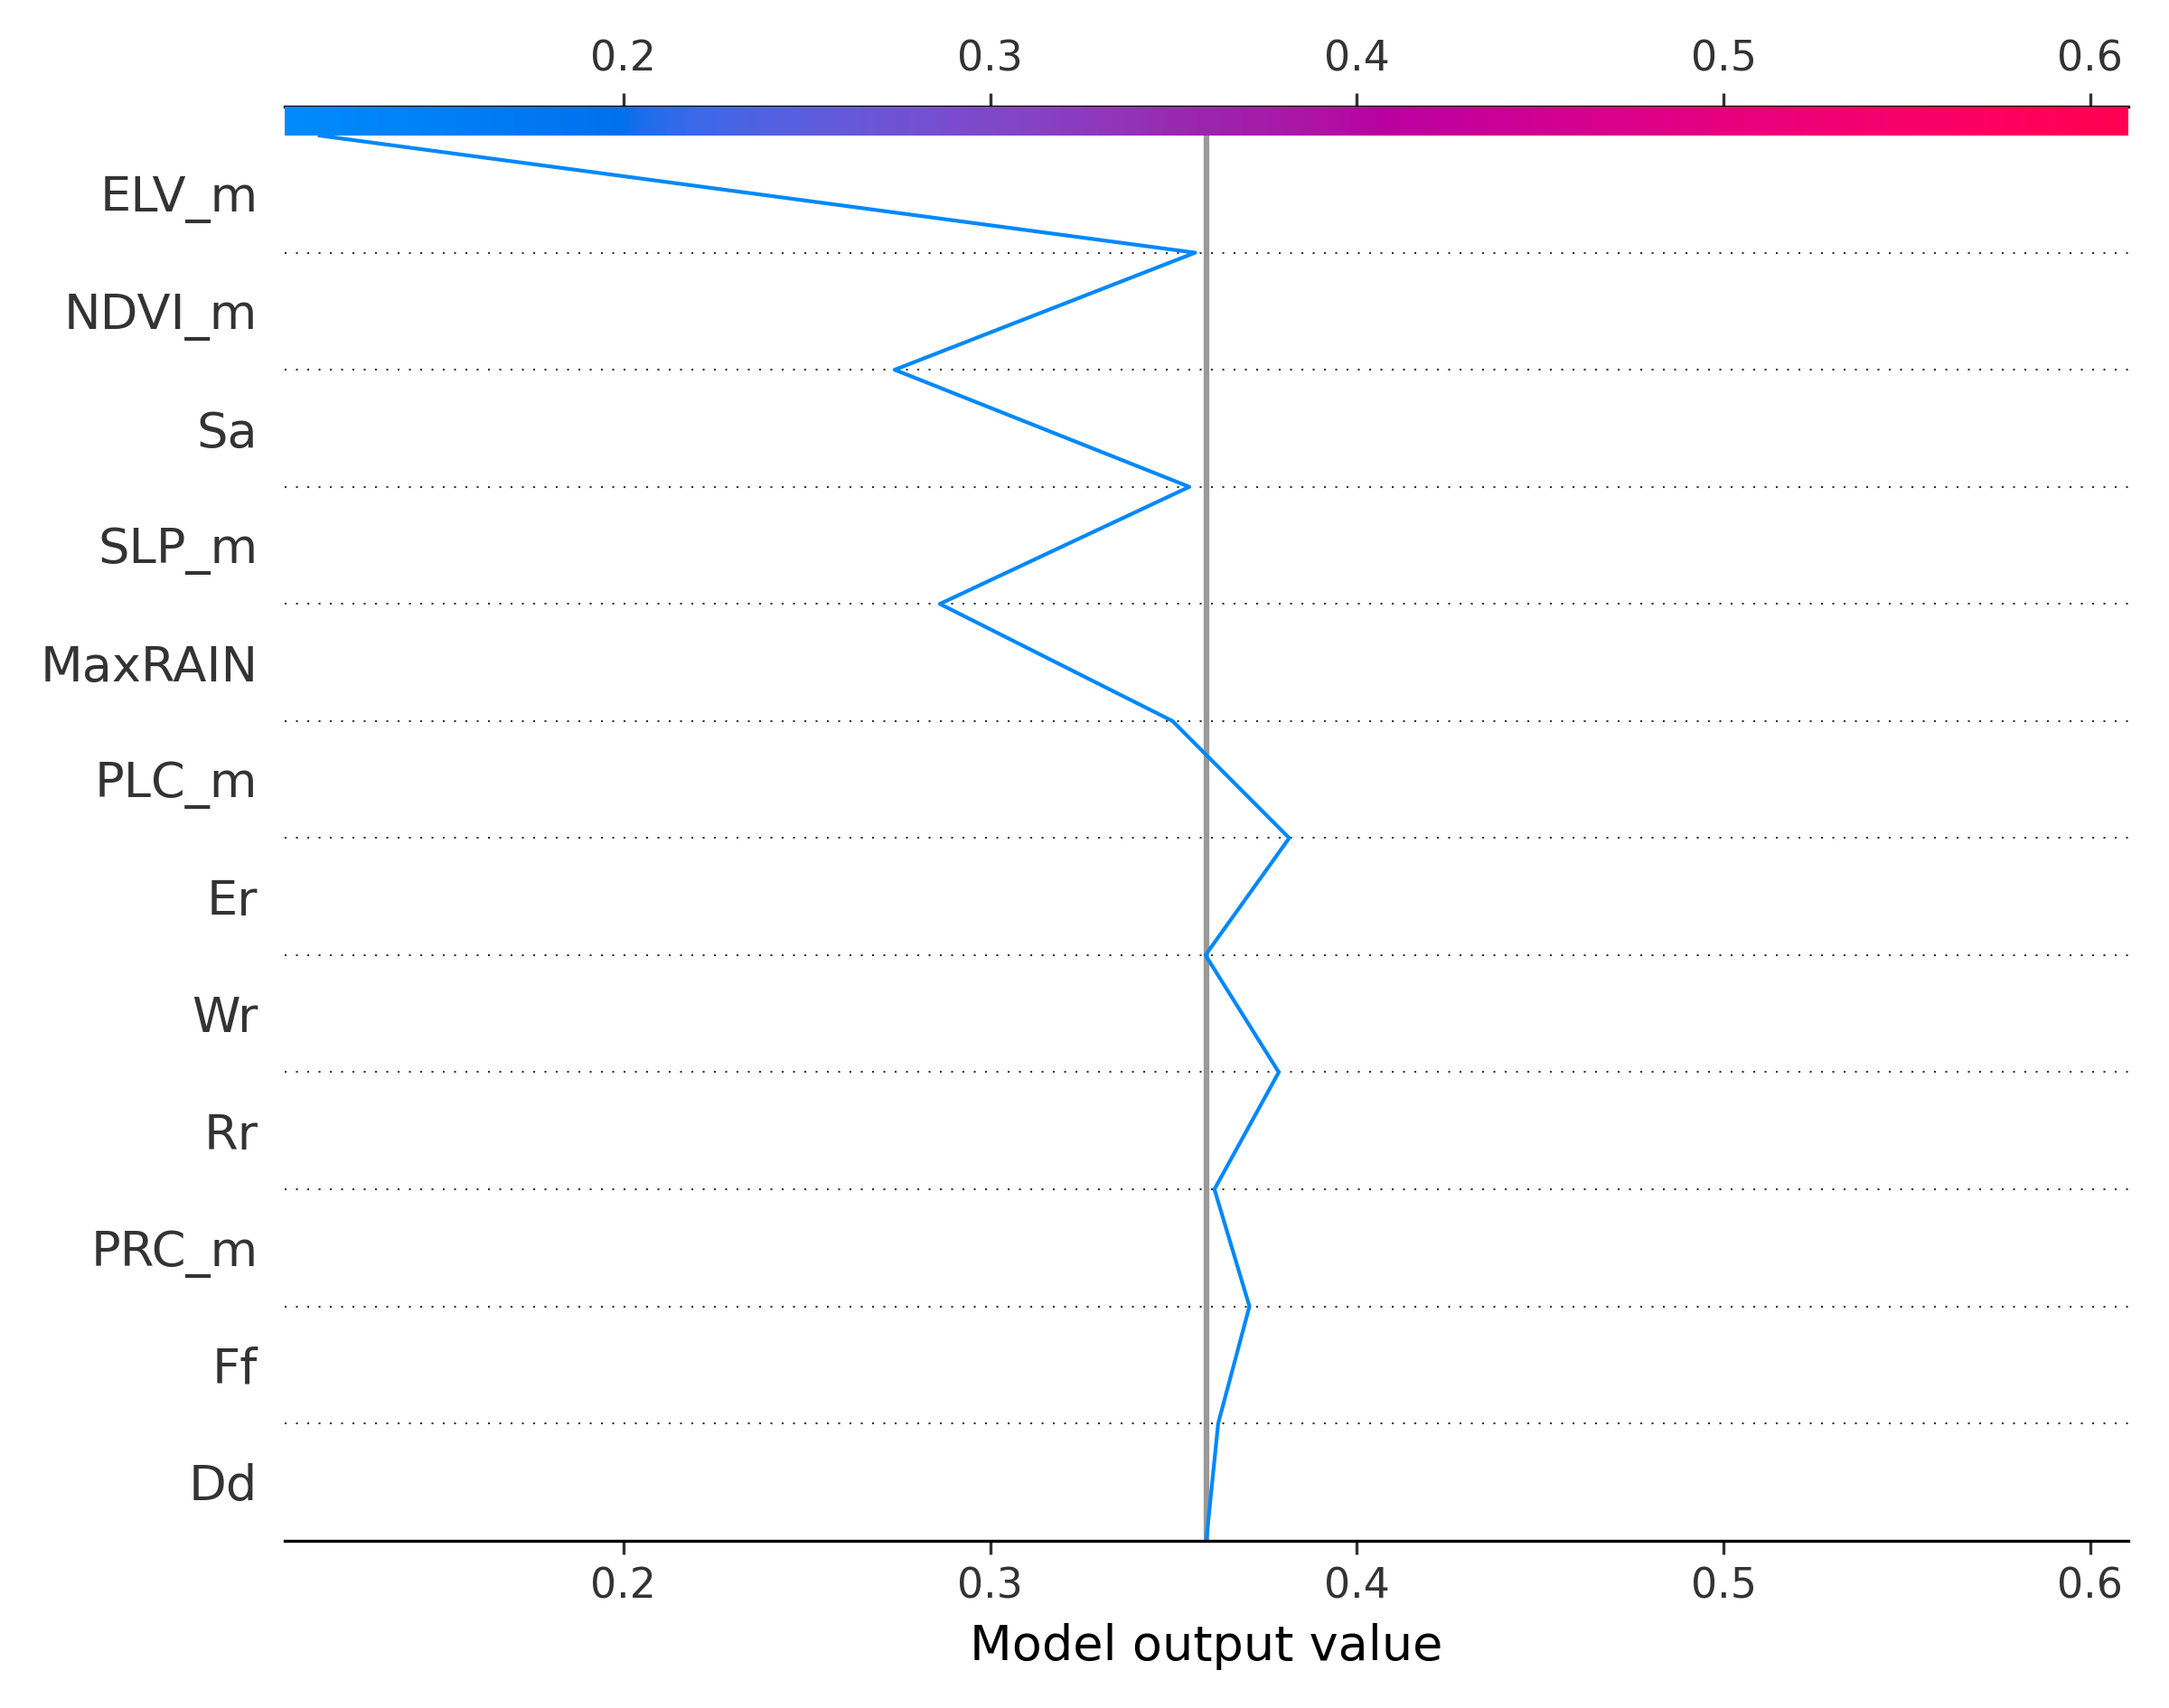 0.2 0.3 0.4 0.5 0.6
ELV_m
NDVI_m
Sa
SLP_m
MaxRAIN
PLC_m
Er
Wr
Rr
PRC_m
Ff
Dd
0.2 0.3 0.4 0.5 0.6
Model output value